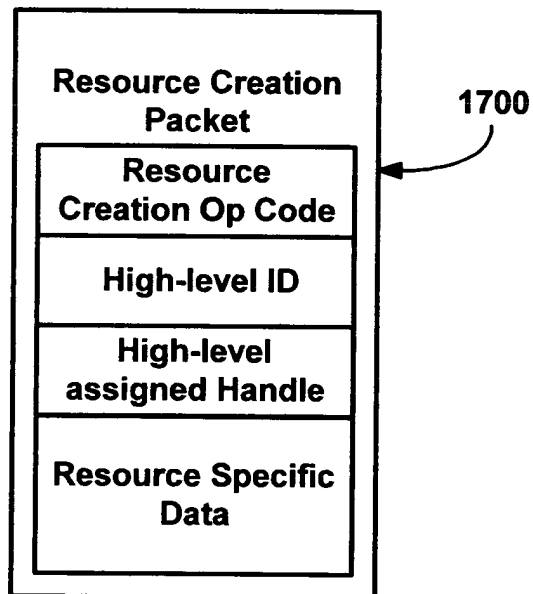 Resource Creation
Packet
1700
Resource
Creation Op Code
High-level ID
High-level
assigned Handle
Resource Specific
Data